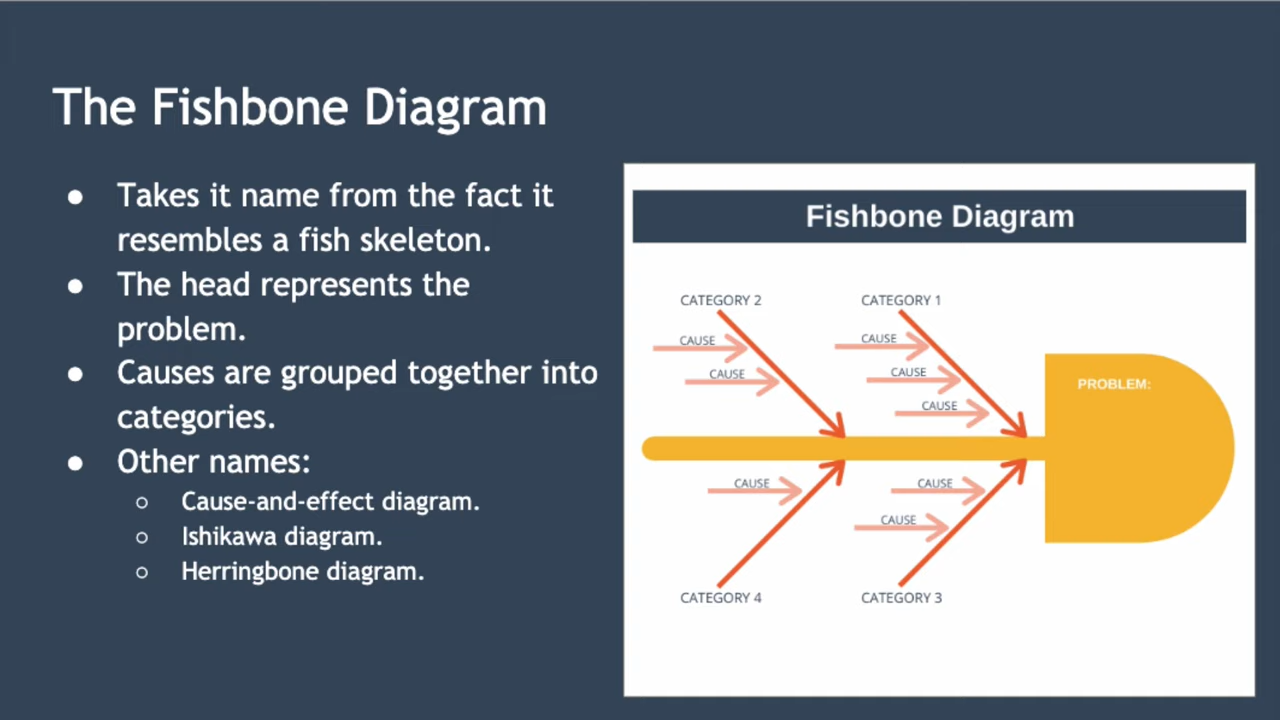 The Fishbone Diagram
● Takes it name from the fact it
resembles a fish skeleton.
● The head represents the
problem.
● Causes are grouped together into
categories.
● Other names:
○ Cause-and-effect diagram.
○ Ishikawa diagram.
○ Herringbone diagram.
Fishbone Diagram
CATEGORY 2
CATEGORY 1
CAUSE
CAUSE
CAUSE
CAUSE
CAUSE
PROBLEM:
CAUSE
CAUSE
CAUSE
CATEGORY 4
CATEGORY 3